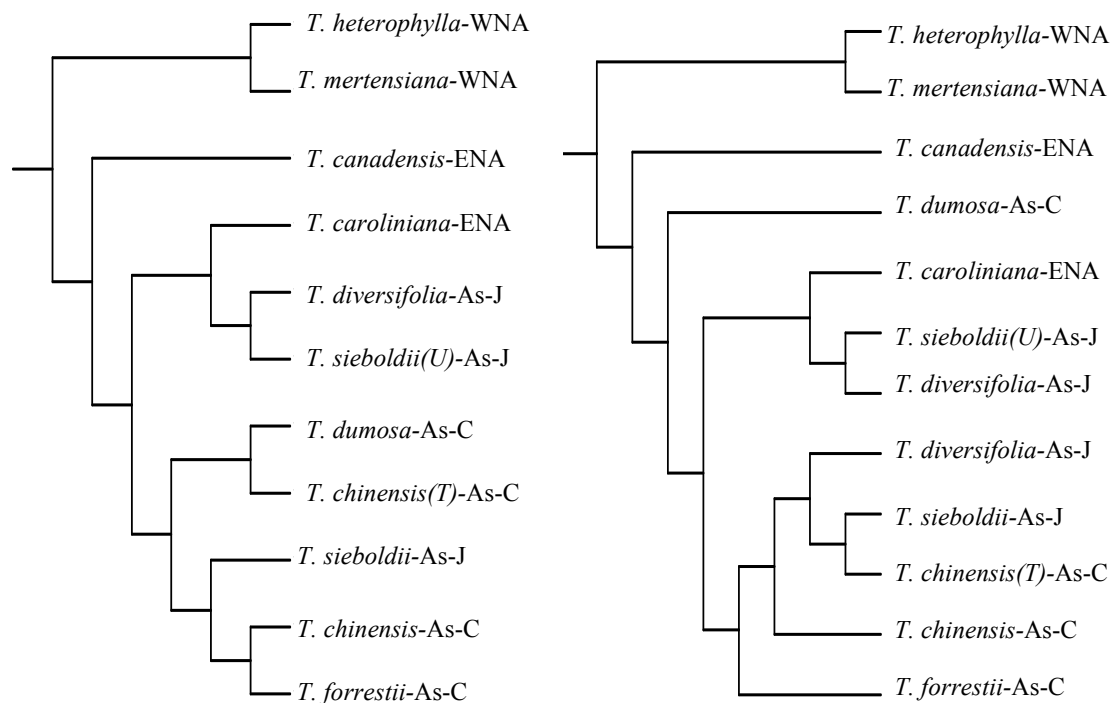 T. heterophylla-WNA
T. mertensiana-WNA
T. canadensis-ENA
T. caroliniana-ENA
T. diversifolia-As-J
T. sieboldii(U)-As-J
T. dumosa-As-C
T. chinensis(T)-As-C
T. sieboldii-As-J
T. chinensis-As-C
T. forrestii-As-C
T. heterophylla-WNA
T. mertensiana-WNA
T. canadensis-ENA
T. dumosa-As-C
T. caroliniana-ENA
T. sieboldii(U)-As-J
T. diversifolia-As-J
T. diversifolia-As-J
T. sieboldii-As-J
T. chinensis(T)-As-C
T. chinensis-As-C
T. forrestii-As-C